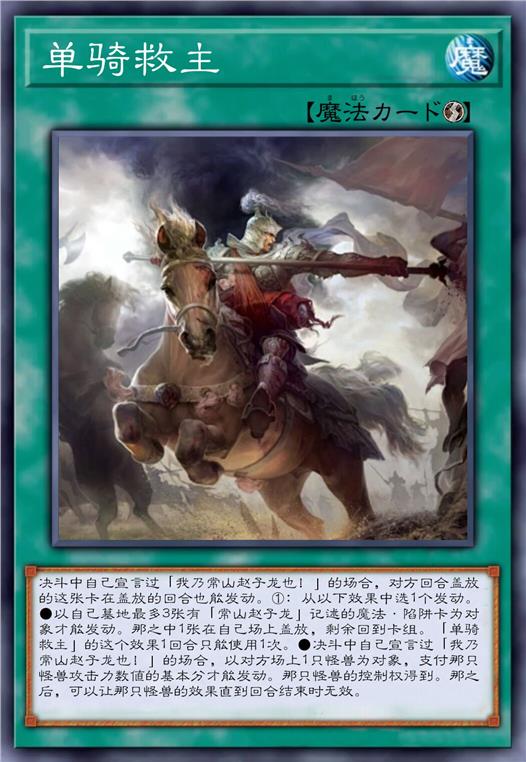 单骑救主
魔
【魔法カード】
ま ほう
决斗中自己宣言过「我乃常山赵子龙也！」的场合，对方回合盖放
的这张卡在盖放的回合也能发动。①：从以下效果中选1个发动。
●以自己墓地最多3张有「常山赵子龙」记述的魔法·陷阱卡为对
象才能发动。那之中1张在自己场上盖放，剩余回到卡组。「单骑
救主」的这个效果1回合只能使用1次。●决斗中自己宣言过「我
乃常山赵子龙也！」的场合，以对方场上1只怪兽为对象，支付那只
怪兽攻击力数值的基本分才能发动。那只怪兽的控制权得到。那之
后，可以让那只怪兽的效果直到回合结束时无效。